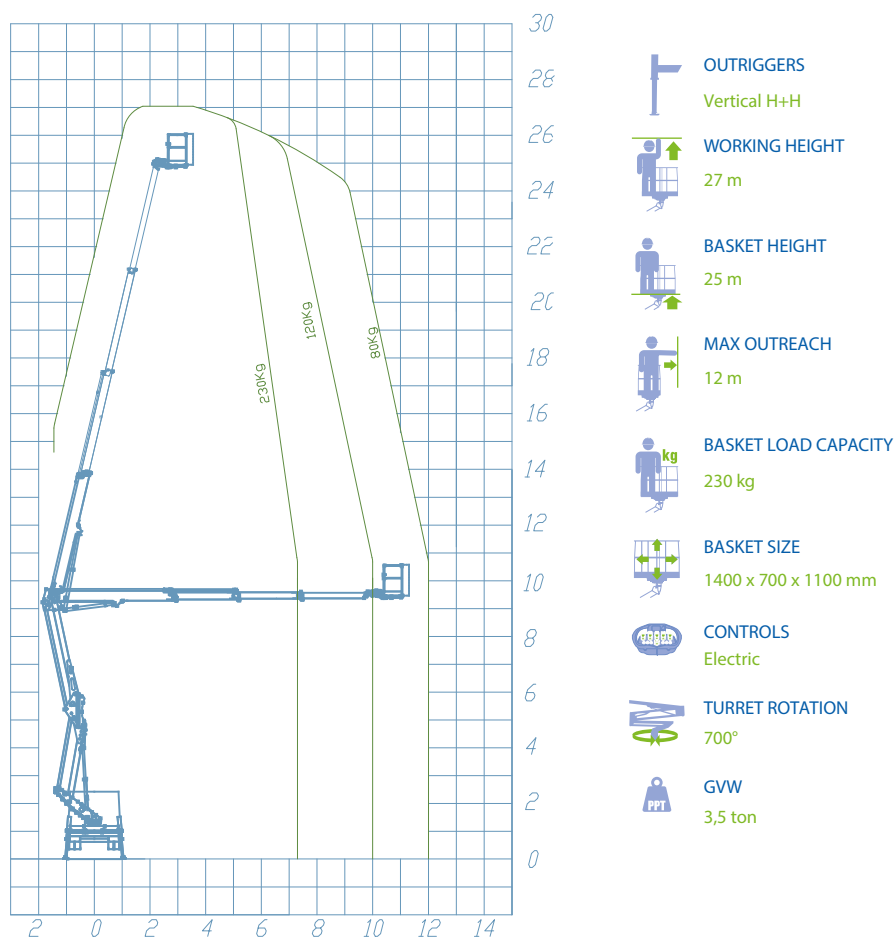 30
28
26
24
22
20
18
16
14
12
10
8
6
4
2
0
2 0 2 4 6 8 10 12 14
230Kg
120Kg
80Kg
OUTRIGGERS
Vertical H+H
WORKING HEIGHT
27 m
BASKET HEIGHT
25 m
MAX OUTREACH
12 m
kg
BASKET LOAD CAPACITY
230 kg
BASKET SIZE
1400 x 700 x 1100 mm
CONTROLS
Electric
TURRET ROTATION
700°
PPT
GVW
3,5 ton